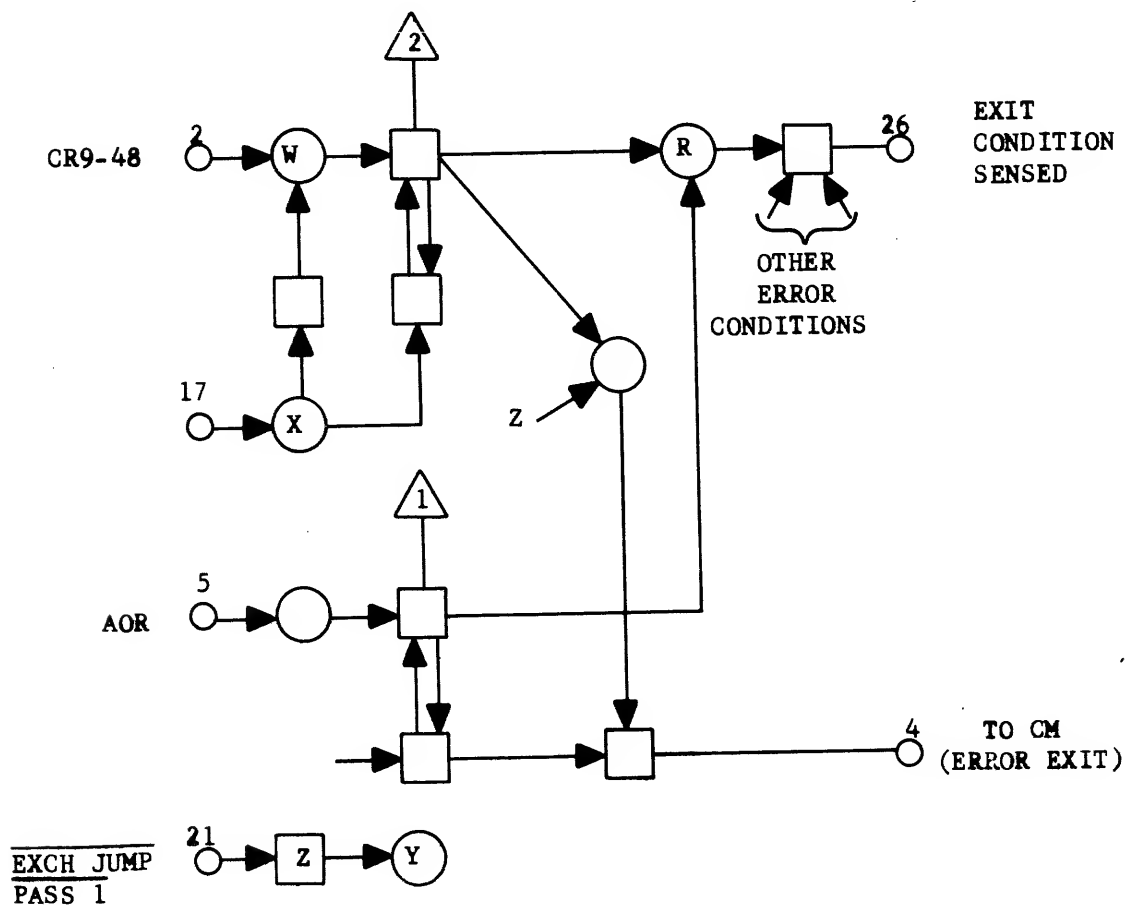 2
CR9-48
2
W
R
26
EXIT
CONDITION
SENSED
OTHER
ERROR
CONDITIONS
17
X
Z
1
5
AOR
4
TO CM
(ERROR EXIT)
EXCH JUMP
PASS 1
21
Z
Y